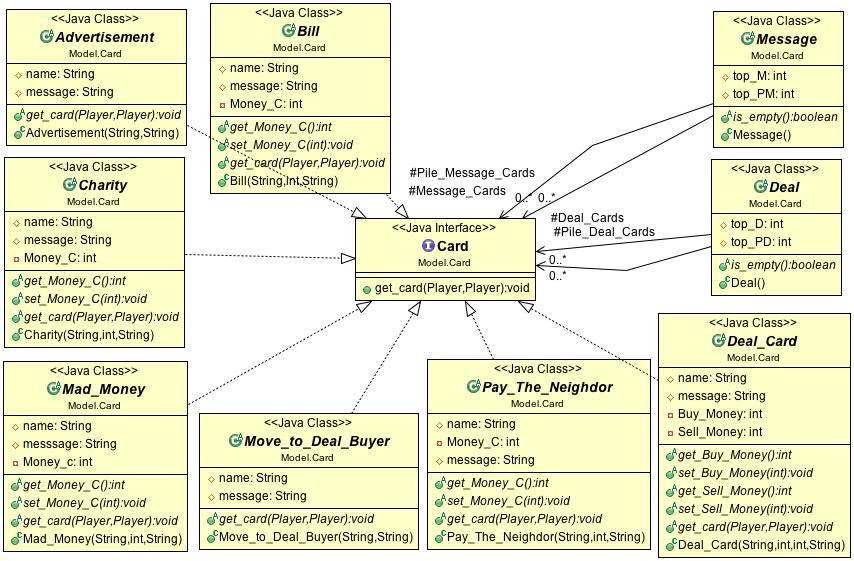 <<Java Class>>
Advertisement
Model.Card
name: String
message: String
get_card(Player,Player):void
Advertisement(String,String)
<<Java Class>>
Bill
Model.Card
name: String
message: String
Money_C: int
get_Money_C():int
set_Money_C(int):void
get_card(Player,Player):void
Bill(String,Int,String)
<<Java Class>>
Message
Model.Card
top_M: int
top_PM: int
is_empty():boolean
Message()
<<Java Class>>
Charity
Model.Card
name: String
message: String
Money_C: int
get_Money_C():int
set_Money_C(int):void
get_card(Player,Player):void
Charity(String,int,String)
#Pile_Message_Cards
#Message_Cards
0..* 0..*
<<Java Interface>>
Card
Model.Card
get_card(Player,Player):void
#Deal_Cards
#Pile_Deal_Cards
0..*
0..*
<<Java Class>>
Deal
Model.Card
top_D: int
top_PD: int
is_empty():boolean
Deal()
<<Java Class>>
Mad_Money
Model.Card
name: String
messsage: String
Money_c: int
get_Money_C():int
set_Money_C(int):void
get_card(Player,Player):void
Mad_Money(String,int,String)
<<Java Class>>
Move_to_Deal_Buyer
Model.Card
name: String
message: String
get_card(Player,Player):void
Move_to_Deal_Buyer(String,String)
<<Java Class>>
Pay_The_Neighdor
Model.Card
name: String
Money_C: int
message: String
get_Money_C():int
set_Money_C(int):void
get_card(Player,Player):void
Pay_The_Neighdor(String,int,String)
<<Java Class>>
Deal_Card
Model.Card
name: String
message: String
Buy_Money: int
Sell_Money: int
get_Buy_Money():int
set_Buy_Money(int):void
get_Sell_Money():int
set_Sell_Money(int):void
get_card(Player,Player):void
Deal_Card(String,int,int,String)